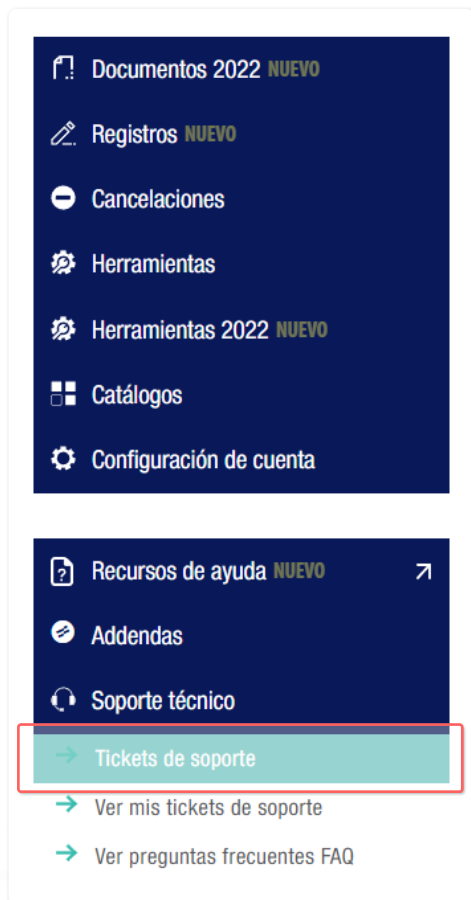 Documentos 2022 NUEVO
Registros NUEVO
Cancelaciones
Herramientas
Herramientas 2022 NUEVO
Catálogos
Configuración de cuenta
Recursos de ayuda NUEVO
Addendas
Soporte técnico
Tickets de soporte
Ver mis tickets de soporte
Ver preguntas frecuentes FAQ